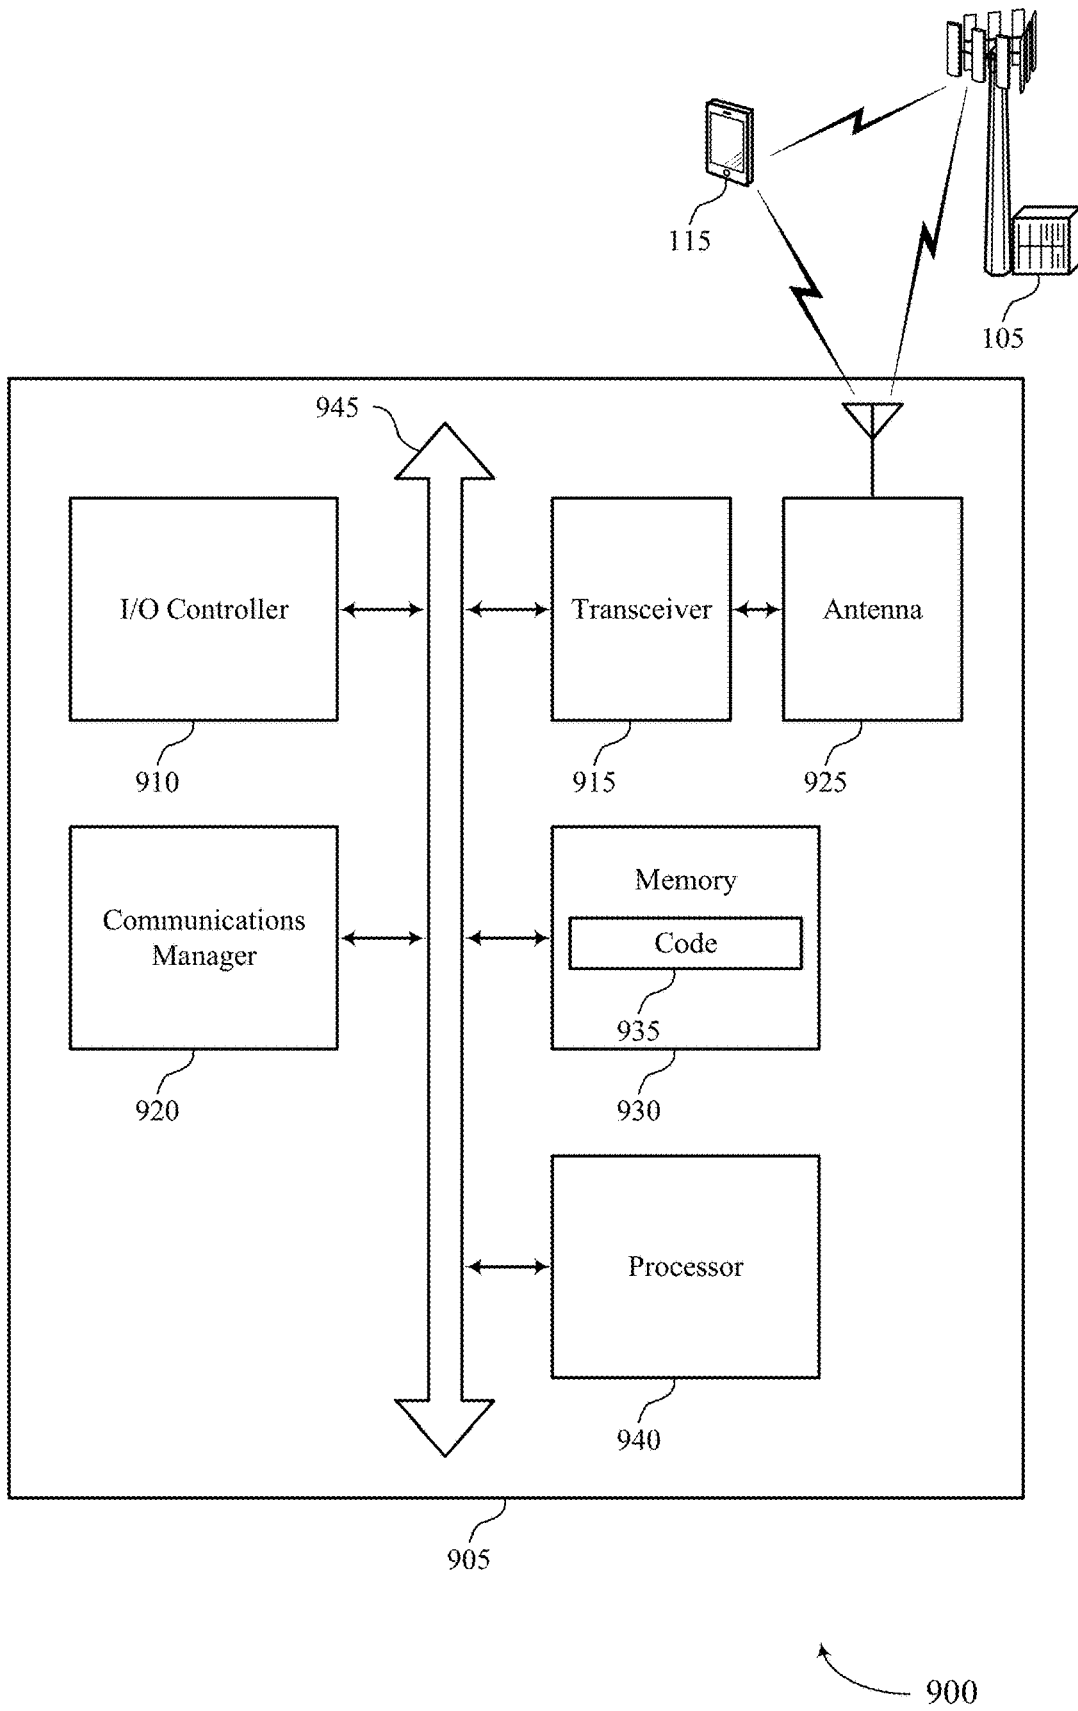 115
105
945
I/O Controller
Transceiver
Antenna
910
915
925
Communications
Manager
Memory
Code
935
920
930
Processor
940
905
900